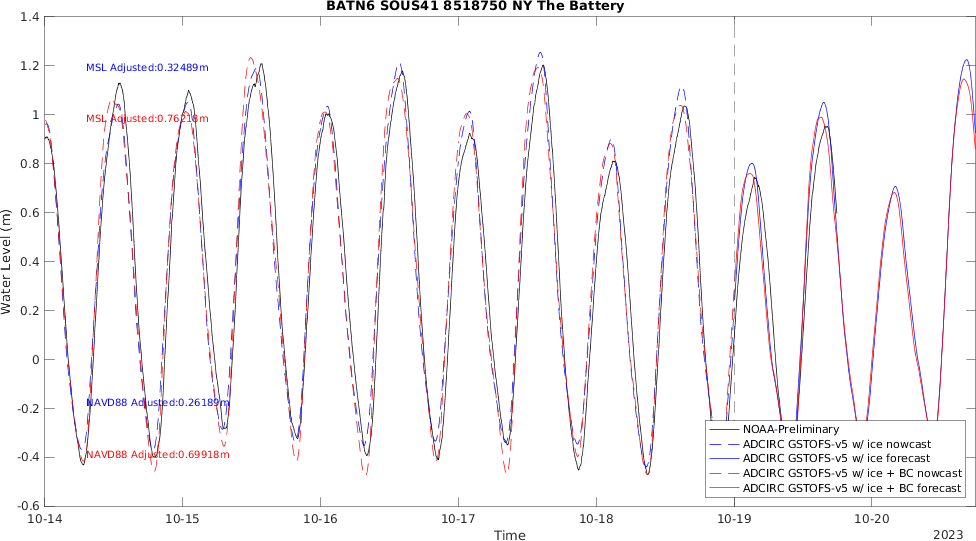 BATN6 SOUS41 8518750 NY The Battery
1.4
1.2
1
0.8
0.6
0.4
0.2
0
-0.2
-0.4
-0.6
Water Level (m)
MSL Adjusted:0.32489m
MSL Adjusted:0.76218m
NAVD88 Adjusted:0.26189m
NAVD88 Adjusted:0.69918m
NOAA-Preliminary
ADCIRC GSTOFS-v5 w/ ice nowcast
ADCIRC GSTOFS-v5 w/ ice forecast
ADCIRC GSTOFS-v5 w/ ice + BC nowcast
ADCIRC GSTOFS-v5 w/ ice + BC forecast
10-14 10-15 10-16 10-17 10-18 10-19 10-20
Time
2023